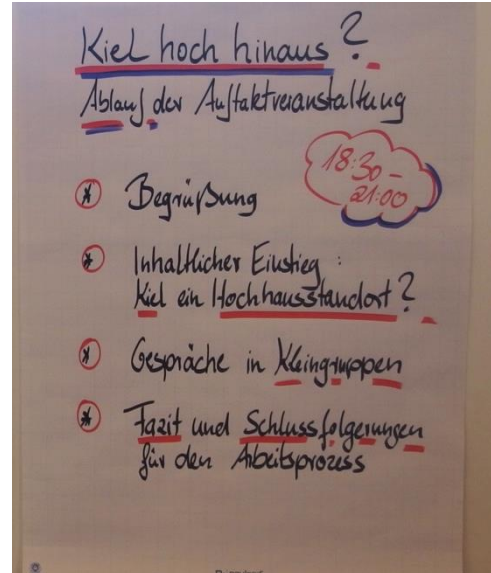 Kiel hoch hinaus?
Ablauf der Auftaktveranstaltung
18:30 –
21:00
* Begrüßung
* Inhaltlicher Einstieg :
Kiel ein Hochhausstandort?
* Gespräche in Kleingruppen
* Fazit und Schlussfolgerungen
für den Arbeitsprozess